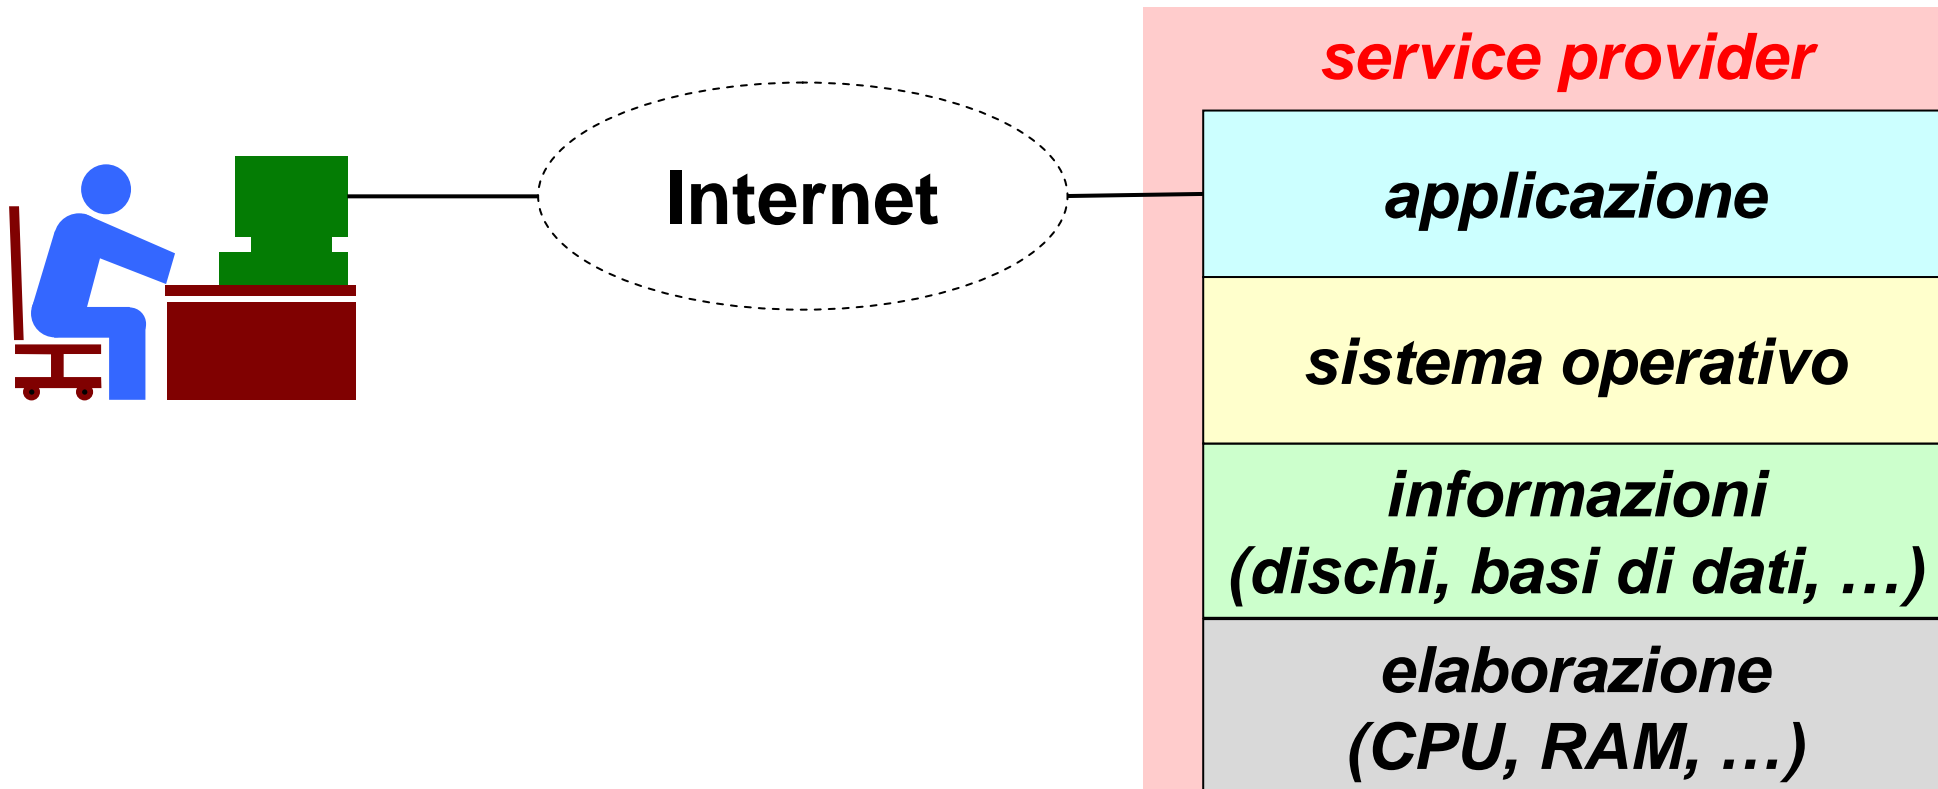 service provider
Internet
applicazione
sistema operativo
informazioni
(dischi, basi di dati, …)
elaborazione
(CPU, RAM, …)